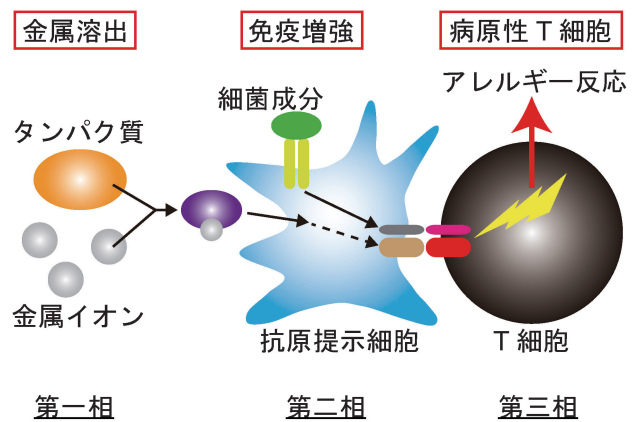 金属溶出
免疫増強
病原性T細胞
アレルギー反応
細菌成分
タンパク質
金属イオン
抗原提示細胞
T細胞
第一相
第二相
第三相